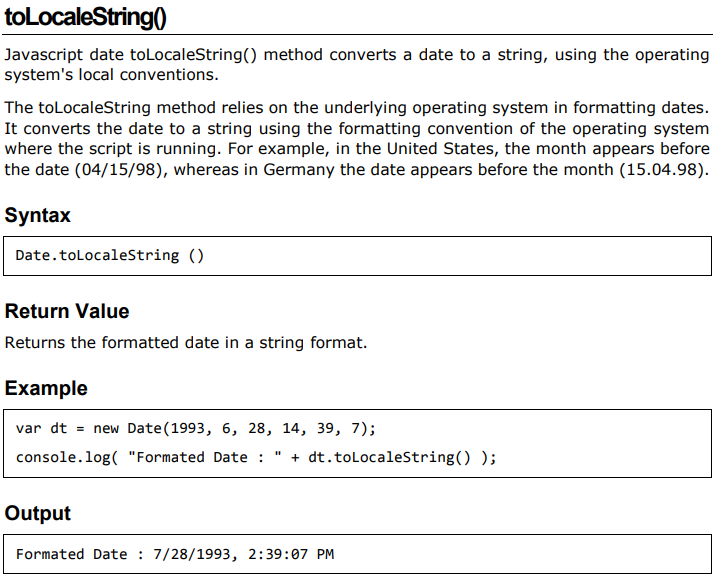 toLocaleString()
Javascript date toLocaleString() method converts a date to a string, using the operating
system's local conventions.
The toLocaleString method relies on the underlying operating system in formatting dates.
It converts the date to a string using the formatting convention of the operating system
where the script is running. For example, in the United States, the month appears before
the date (04/15/98), whereas in Germany the date appears before the month (15.04.98).
Syntax
Date.toLocaleString ()
Return Value
Returns the formatted date in a string format.
Example
var dt = new Date(1993, 6, 28, 14, 39, 7);
console.log( "Formated Date : " + dt.toLocaleString() );
Output
Formated Date : 7/28/1993, 2:39:07 PM